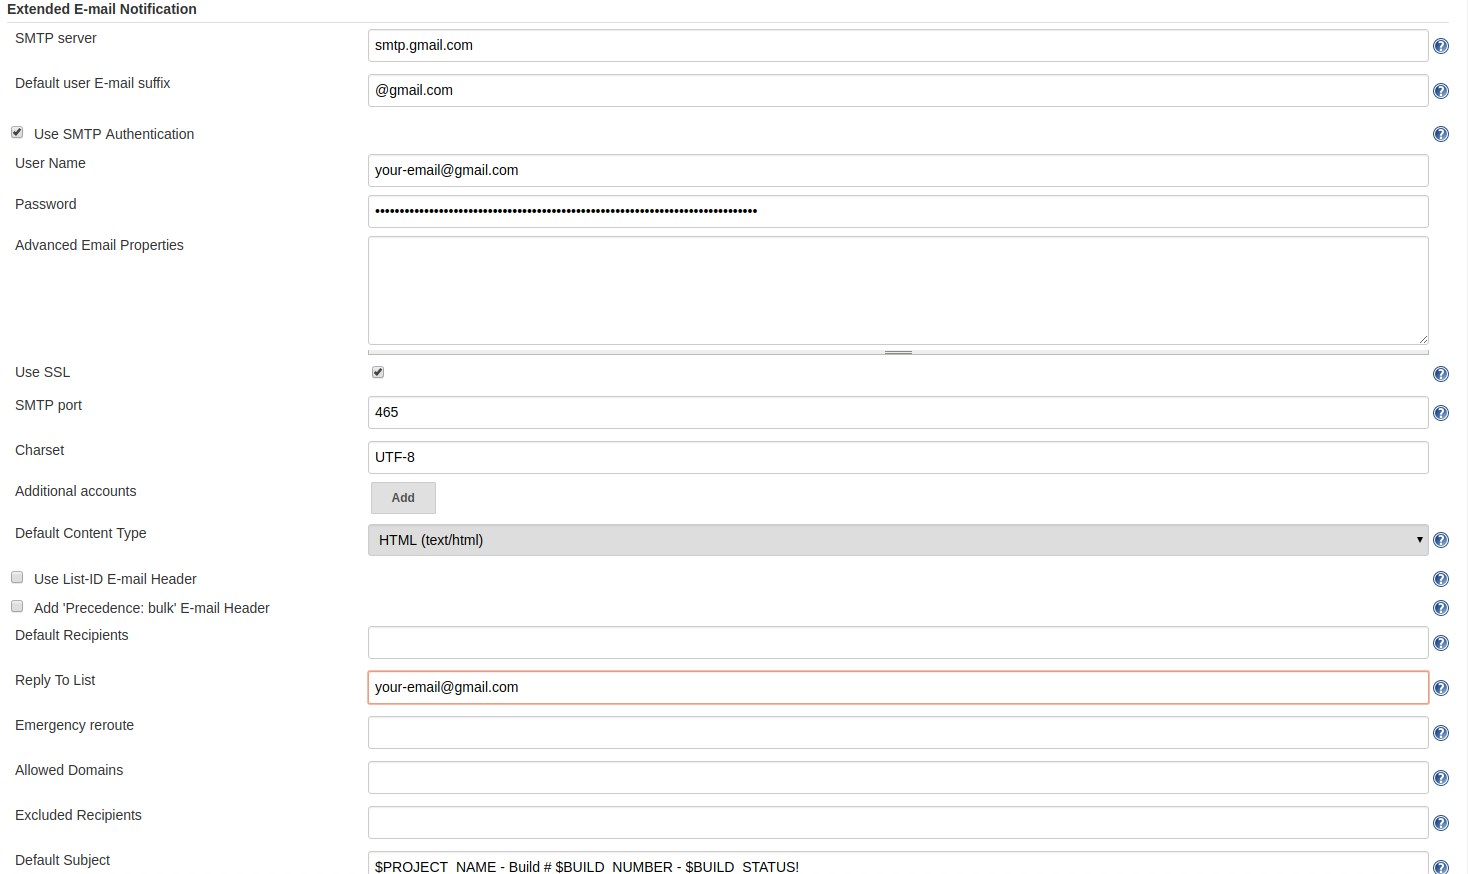 Extended E-mail Notification
SMTP server
smtp.gmail.com
Default user E-mail suffix
@gmail.com
Use SMTP Authentication
User Name
your-email@gmail.com
Password
Advanced Email Properties
Use SSL
SMTP port
465
Charset
UTF-8
Additional accounts
Add
Default Content Type
HTML (text/html)
Use List-ID E-mail Header
Add 'Precedence: bulk' E-mail Header
Default Recipients
Reply To List
your-email@gmail.com
Emergency reroute
Allowed Domains
Excluded Recipients
Default Subject
$PROJECT_NAME - Build # $BUILD_NUMBER - $BUILD_STATUS!